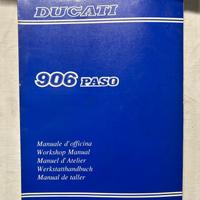 DUCATI
906 PASO
Manuale d'officina
Workshop Manual
Manuel d'Atelier
Werkstatthandbuch
Manual de taller